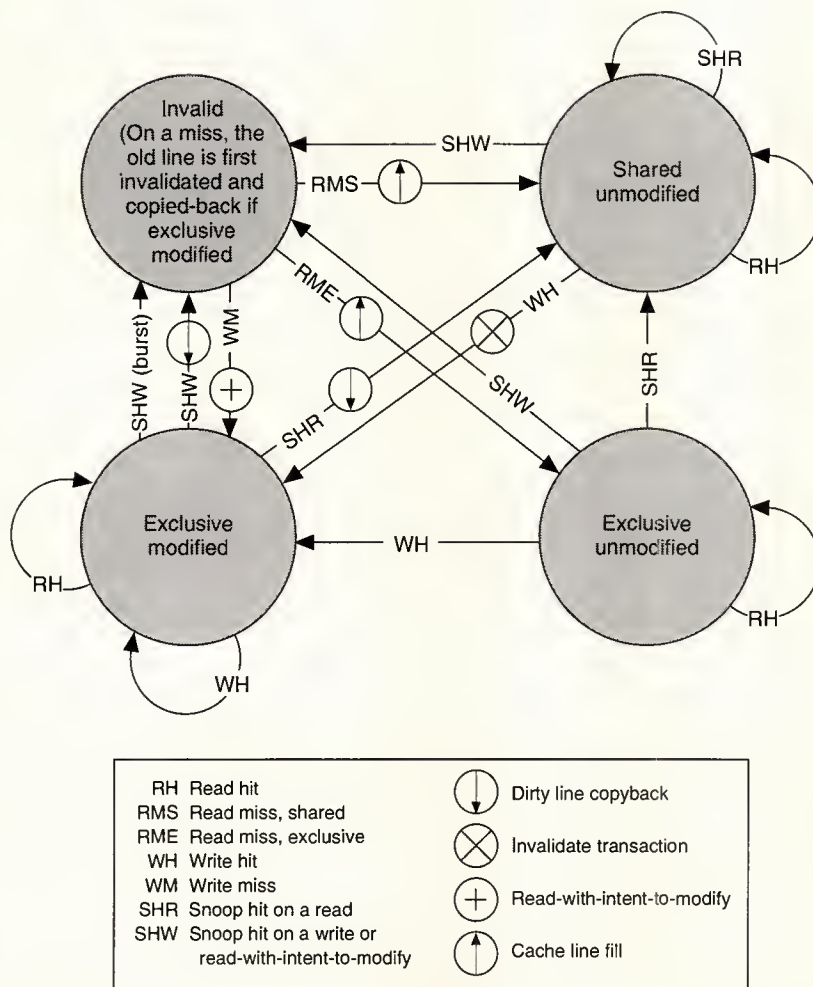 SHR
Invalid
(On a miss, the
old line is first
invalidated and
copied-back if
exclusive
modified
SHW
RMS
Shared
unmodified
RH
RME
WH
SHW (burst)
SHW
WM
SHR
SHW
SHR
Exclusive
modified
WH
Exclusive
unmodified
RH
RH
WH
RH Read hit
RMS Read miss, shared
RME Read miss, exclusive
WH Write hit
WM Write miss
SHR Snoop hit on a read
SHW Snoop hit on a write or
read-with-intent-to-modify
Dirty line copyback
Invalidate transaction
Read-with-intent-to-modify
Cache line fill